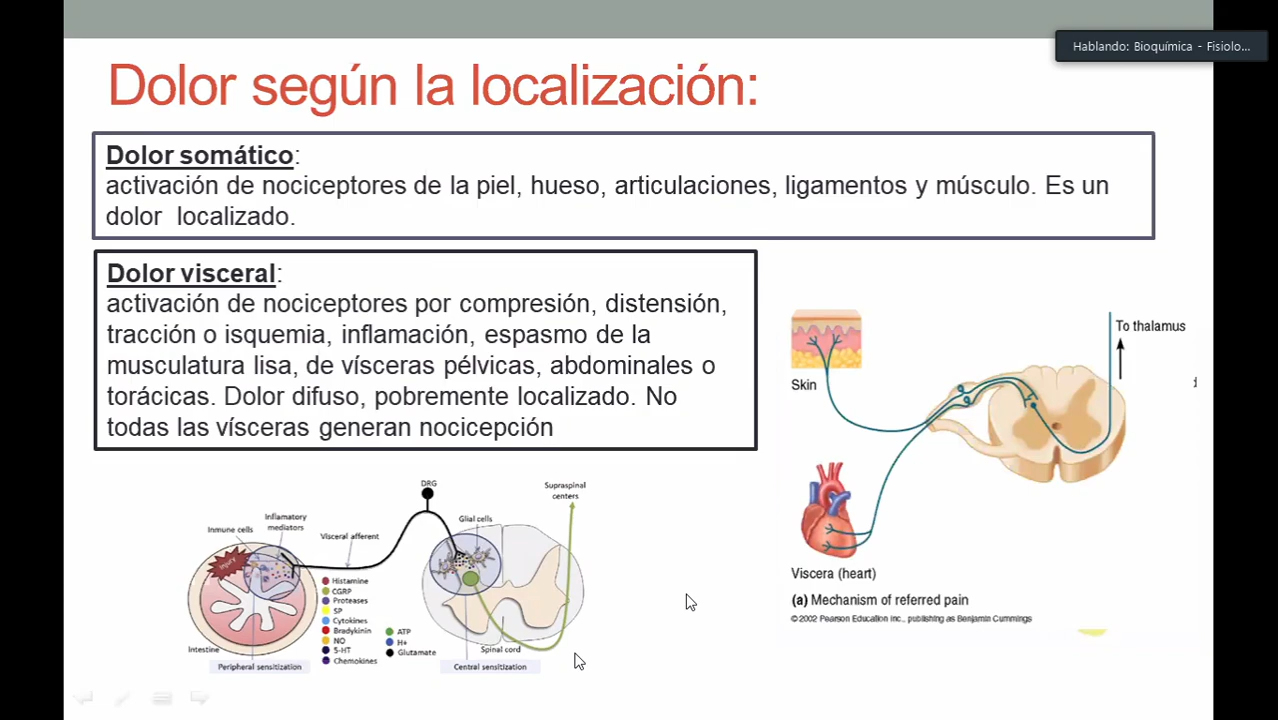 Hablando: Bioquímica - Fisiolo...
Dolor según la localización:
Dolor somático:
activación de nociceptores de la piel, hueso, articulaciones, ligamentos y músculo. Es un
dolor localizado.
Dolor visceral:
activación de nociceptores por compresión, distensión,
tracción o isquemia, inflamación, espasmo de la
musculatura lisa, de vísceras pélvicas, abdominales o
torácicas. Dolor difuso, pobremente localizado. No
todas las vísceras generan nocicepción
To thalamus
Skin
Viscera (heart)
(a) Mechanism of referred pain
©2002 Pearson Education Inc., publishing as Benjamin Cummings
DRG
Supraspinal
centers
Inflamatory
mediators
Glial cells
Inmune cells
Visceral afferent
Injury
Histamine
CGRP
Proteases
SP
Cytokines
Bradykinin
NO
5-HT
Chemokines
ATP
H+
Glutamate
Intestine
Spinal cord
Peripheral sensitization
Central sensitization